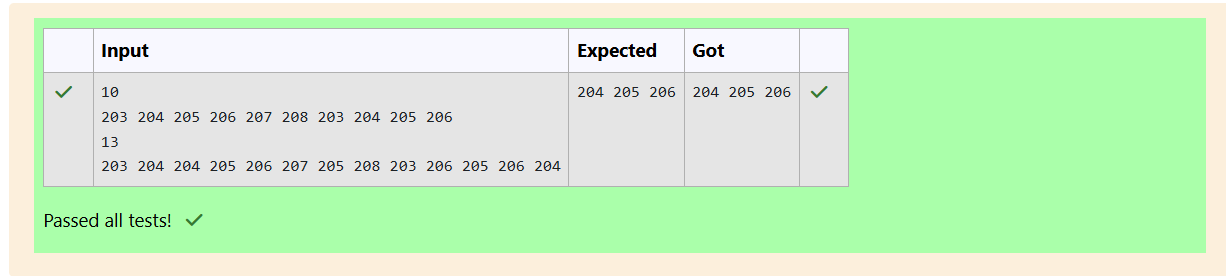 Input Expected Got
10 204 205 206 204 205 206
203 204 205 206 207 208 203 204 205 206
13
203 204 204 205 206 207 205 208 203 206 205 206 204
Passed all tests!